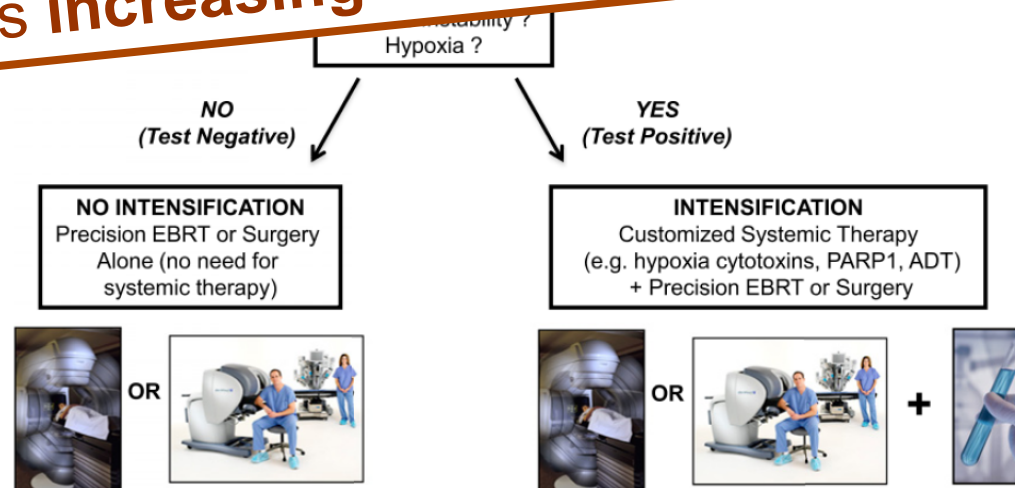 s increasing
Hypoxia ?
NO
(Test Negative)
YES
(Test Positive)
NO INTENSIFICATION
Precision EBRT or Surgery
Alone (no need for
systemic therapy)
INTENSIFICATION
Customized Systemic Therapy
(e.g. hypoxia cytotoxins, PARP1, ADT)
+ Precision EBRT or Surgery
OR
OR
+